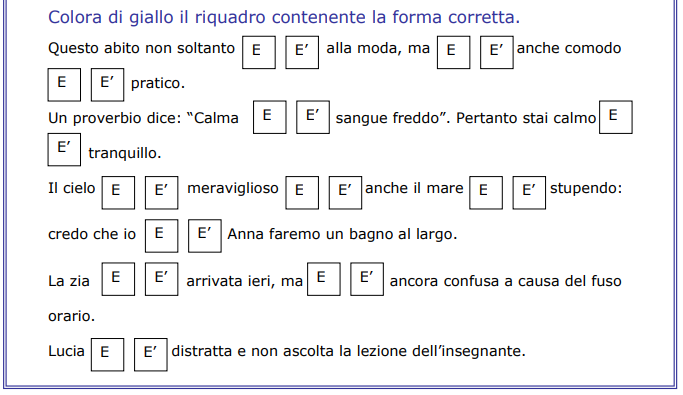 Colora di giallo il riquadro contenente la forma corretta.
Questo abito non soltanto E E’ alla moda, ma E E’ anche comodo
E E’ pratico.
Un proverbio dice: “Calma E E’ sangue freddo”. Pertanto stai calmo E
E’ tranquillo.
Il cielo E E’ meraviglioso E E’ anche il mare E E’ stupendo:
credo che io E E’ Anna faremo un bagno al largo.
La zia E E’ arrivata ieri, ma E E’ ancora confusa a causa del fuso
orario.
Lucia E E’ distratta e non ascolta la lezione dell’insegnante.